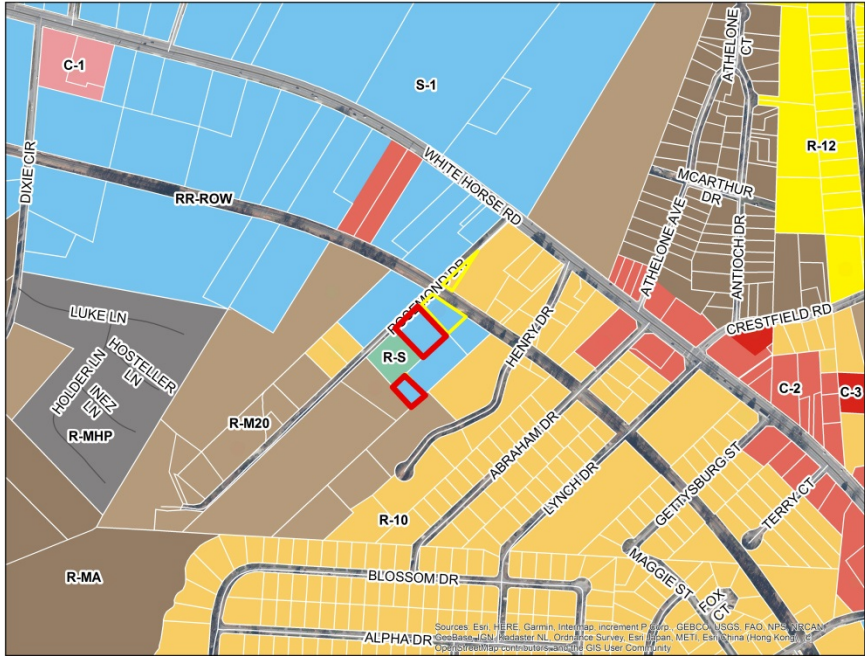 ATHELONE
CT
C-1
S-1
R-12
DIXIE CIR
WHITE HORSE RD
MCARTHUR
DR
RR-ROW
ATHELONE AVE
ANTIOCH DR
ROSEMOND DR
LUKE LN
CRESTFIELD RD
HENRY DR
HOSTELLER
LN
HOLDER LN
R-S
C-2
C-3
INEZ
LN
R-M20
R-MHP
ABRAHAM DR
LYNCH DR
GETTYSBURG ST
TERRY CT
R-10
MAGGIE ST
R-MA
BLOSSOM DR
FOX
CT
ALPHA DR
Sources: Esri, HERE, Garmin, Intermap, increment P Corp., GEBCO, USGS, FAO, NPS, NRCAN,
GeoBase, IGN, Kadaster NL, Ordnance Survey, Esri Japan, METI, Esri China (Hong Kong), (c)
OpenStreetMap contributors, and the GIS User Community